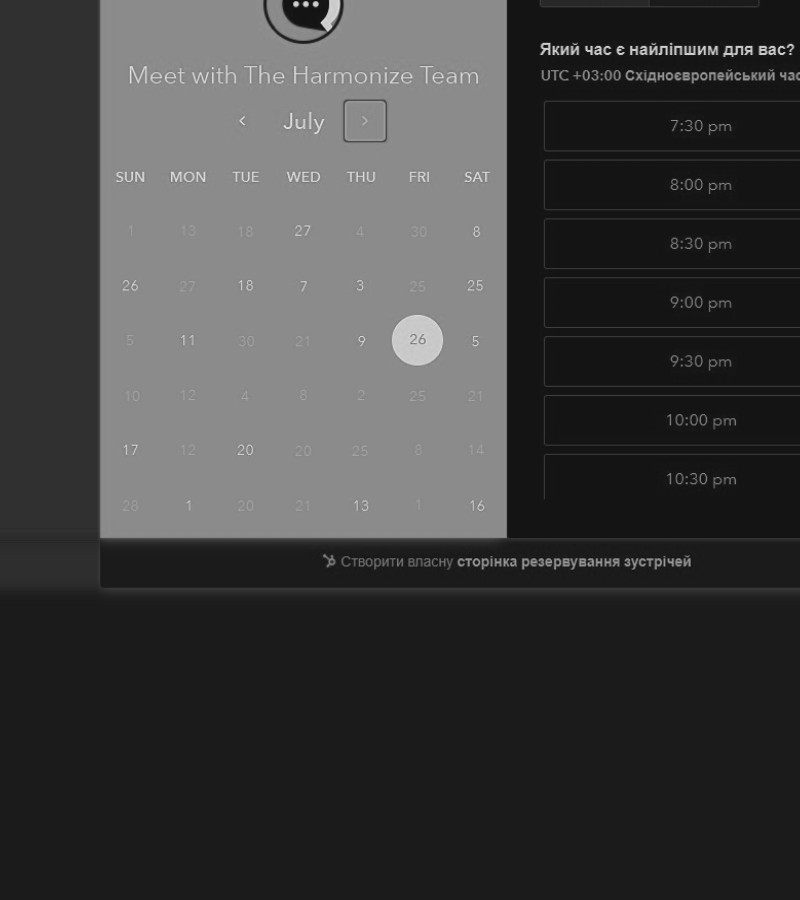 Meet with The Harmonize Team
July
SUN MON TUE WED THU FRI SAT
1 13 18 27 4 30 8
26 27 18 7 3 25 25
5 11 30 21 9 26 5
10 12 4 8 2 25 21
17 12 20 20 25 8 14
28 1 20 21 13 1 16
Який час є найліпшим для вас?
UTC +03:00 Східноєвропейський час
7:30 pm
8:00 pm
8:30 pm
9:00 pm
9:30 pm
10:00 pm
10:30 pm
Створити власну сторінка резервування зустрічей